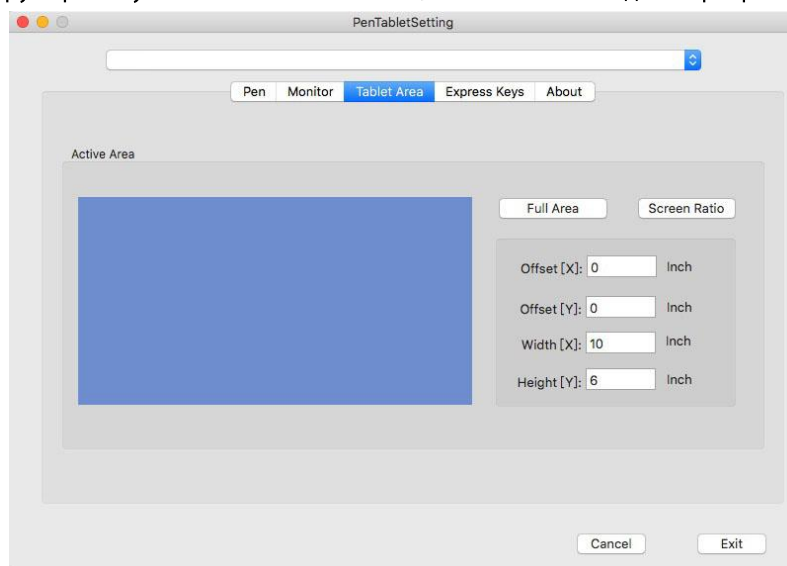 PenTabletSetting
Pen Monitor Tablet Area Express Keys About
Active Area
Full Area Screen Ratio
Offset [X]: 0 Inch
Offset [Y]: 0 Inch
Width [X]: 10 Inch
Height [Y]: 6 Inch
Cancel Exit